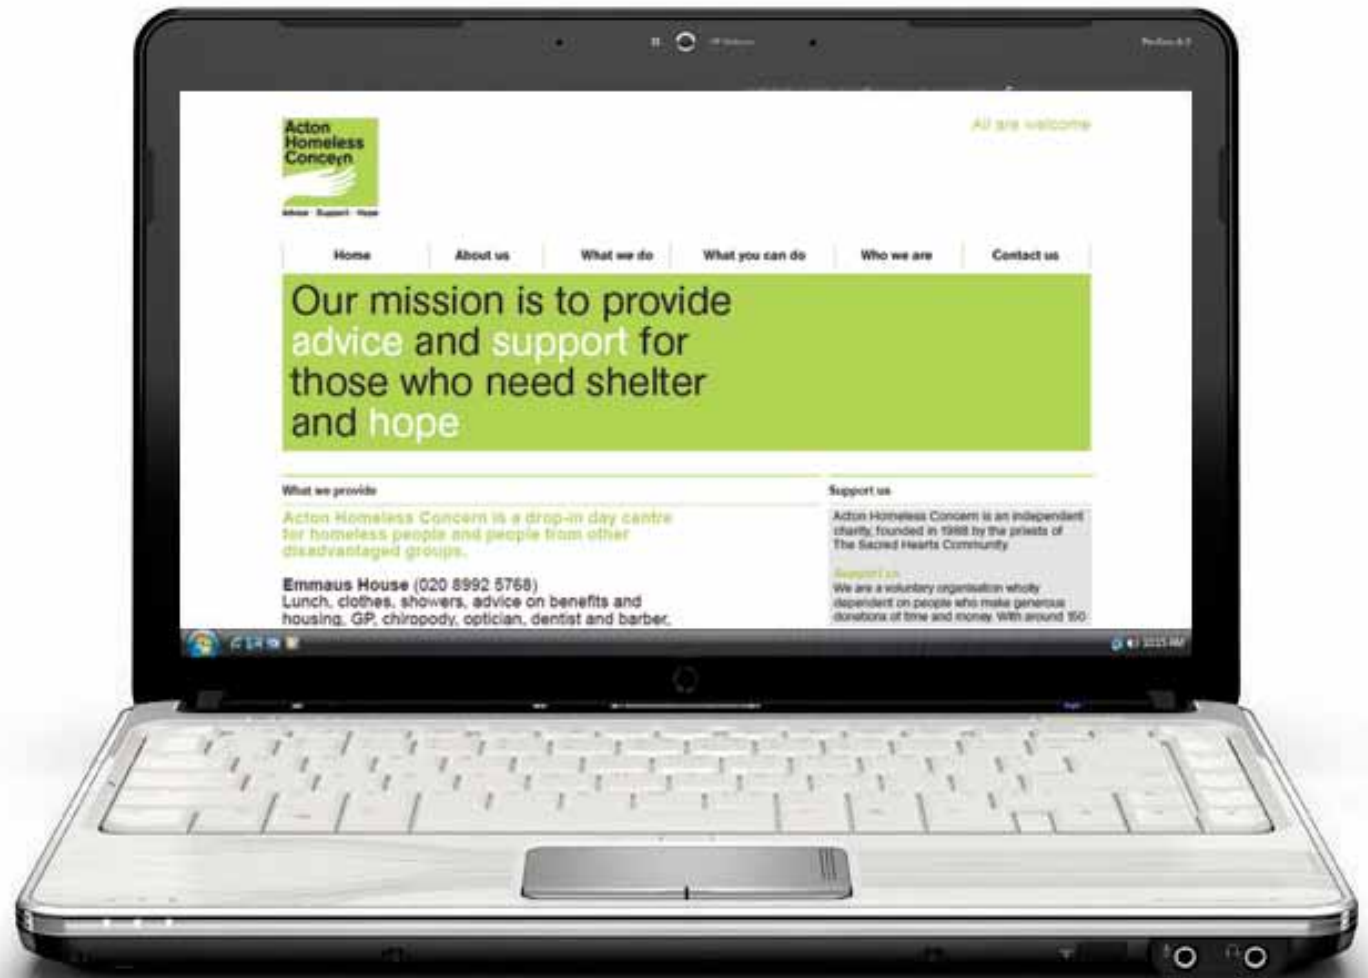 Acton
Homeless
Concern
Advice · Support · Hope
All are welcome
Home About us What we do What you can do Who we are Contact us
Our mission is to provide
advice and support for
those who need shelter
and hope
What we provide
Acton Homeless Concern is a drop-in day centre
for homeless people and people from other
disadvantaged groups.
Emmaus House (020 8992 5768)
Lunch, clothes, showers, advice on benefits and
housing, GP, chiropody, optician, dentist and barber.
Support us
Acton Homeless Concern is an independent
charity, founded in 1988 by the priests of
The Sacred Hearts Community
Support us
We are a voluntary organisation wholly
dependent on people who make generous
donations of time and money. With around 150